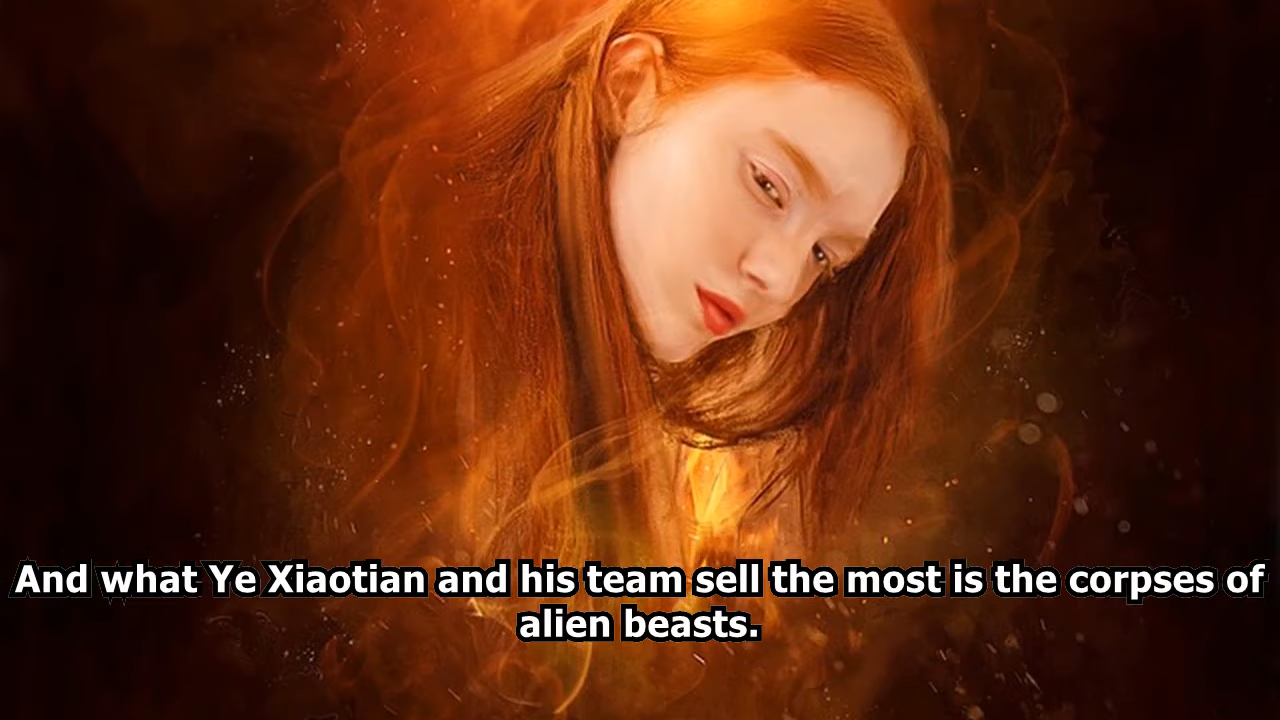 And what Ye Xiaotian and his team sell the most is the corpses of
alien beasts.